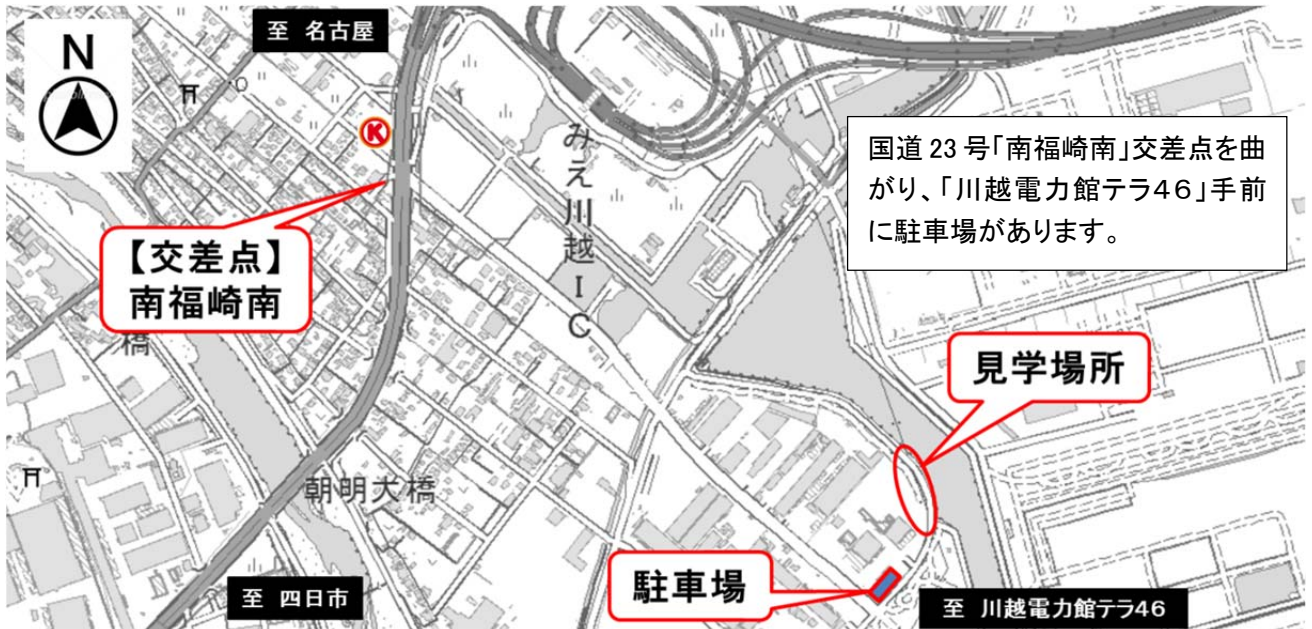 至 名古屋
N
K
国道 23 号「南福崎南」交差点を曲
がり、「川越電力館テラ46」手前
に駐車場があります。
みえ川越IC
【交差点】
南福崎南
橋
見学場所
朝明大橋
駐車場
至 四日市
至 川越電力館テラ46